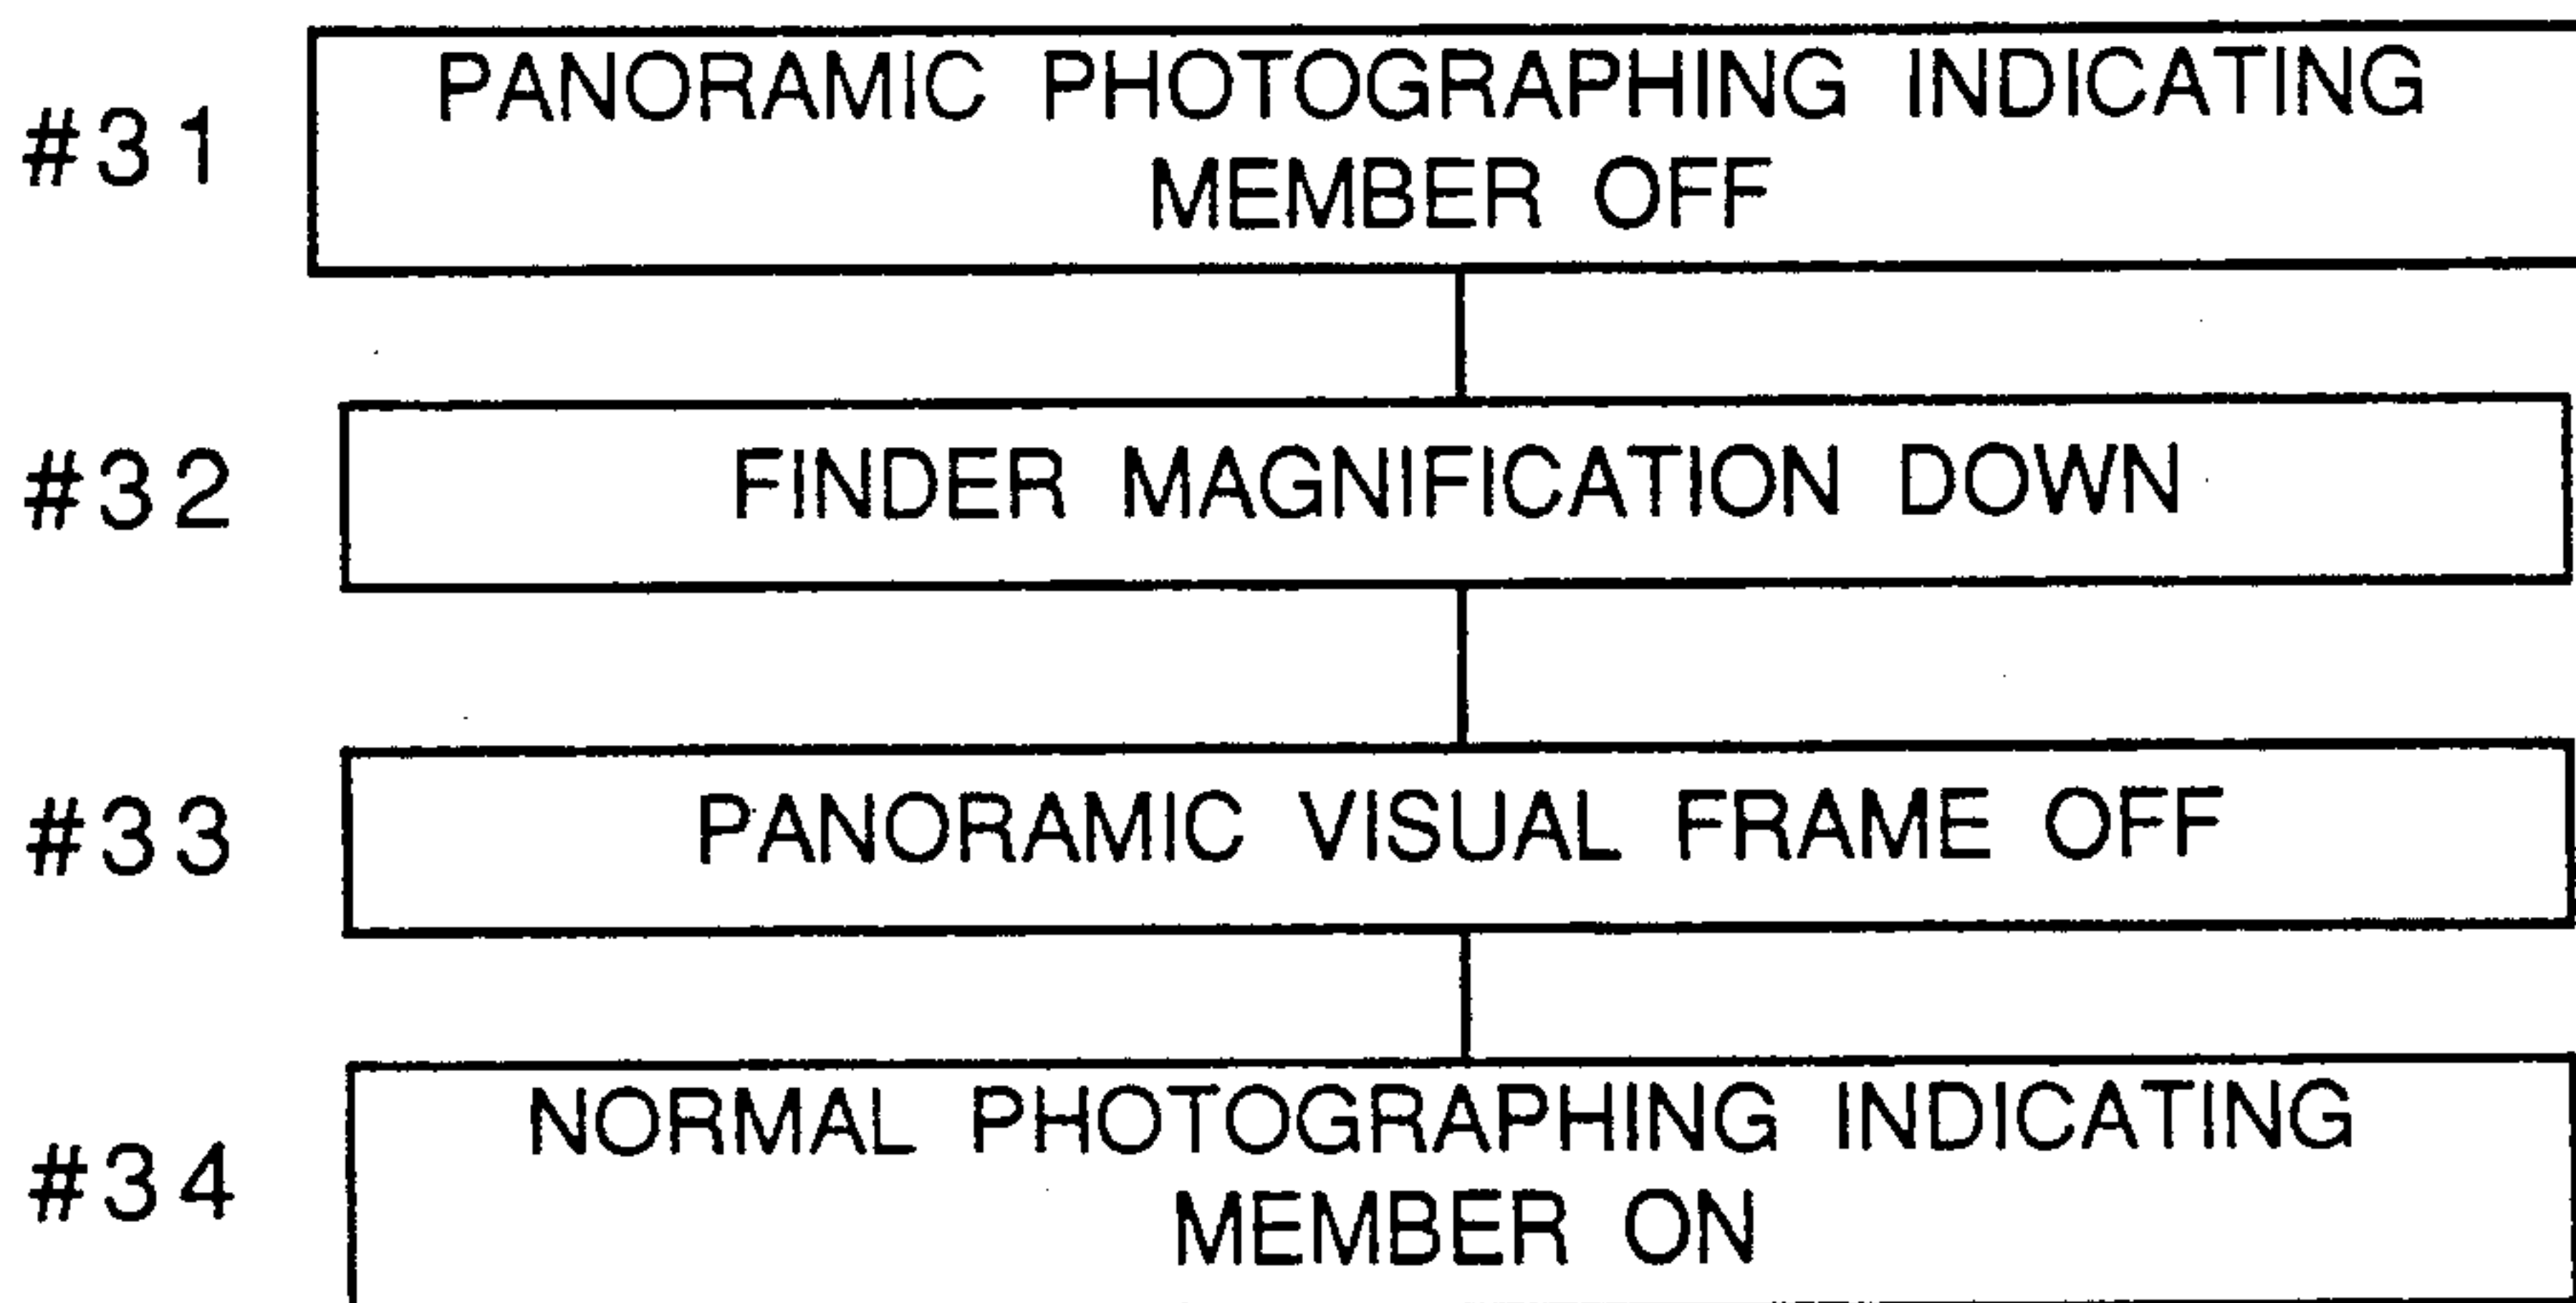 #31
PANORAMIC PHOTOGRAPHING INDICATING
MEMBER OFF
#32
FINDER MAGNIFICATION DOWN
#33
PANORAMIC VISUAL FRAME OFF
#34
NORMAL PHOTOGRAPHING INDICATING
MEMBER ON